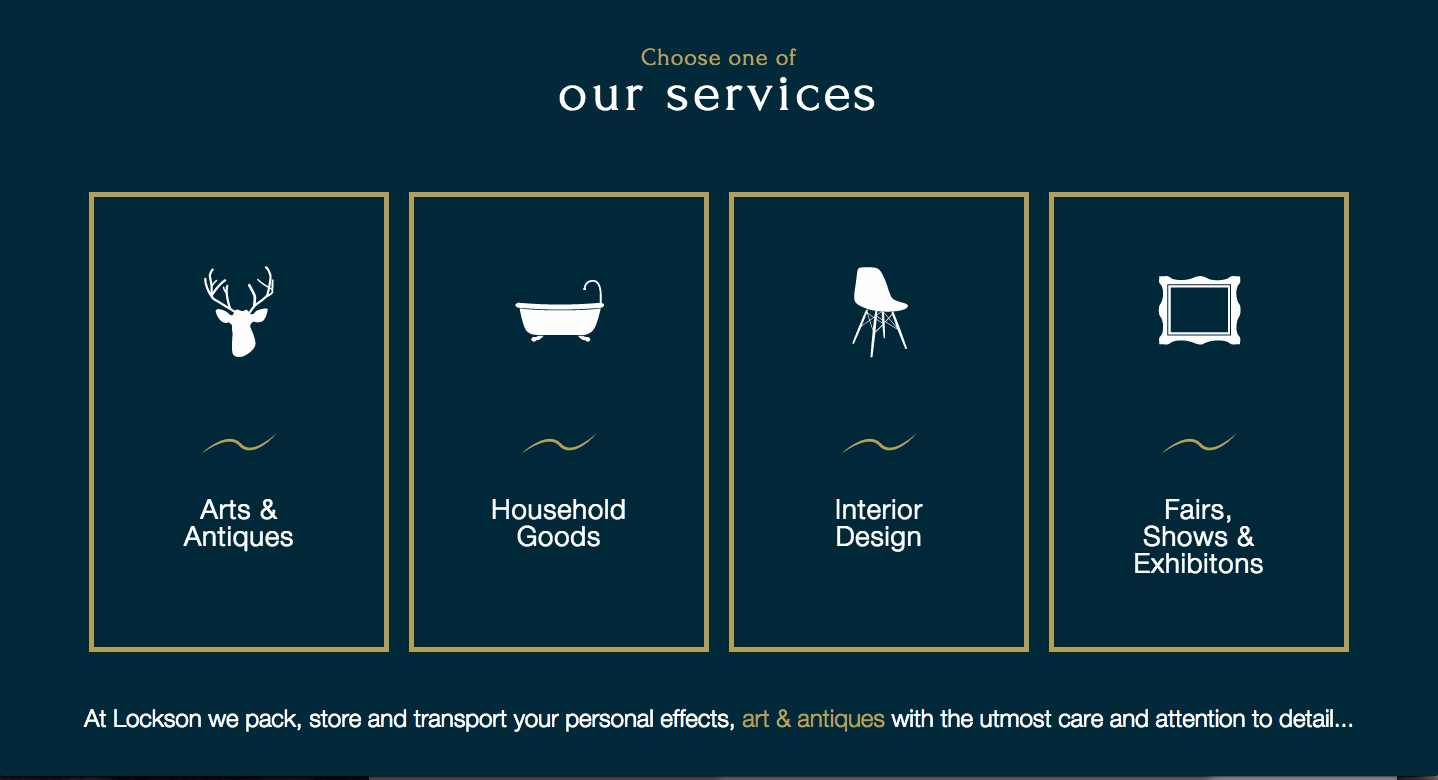 Choose one of
our services
Arts &
Antiques
Household
Goods
Interior
Design
Fairs,
Shows &
Exhibitons
At Lockson we pack, store and transport your personal effects, art & antiques with the utmost care and attention to detail...